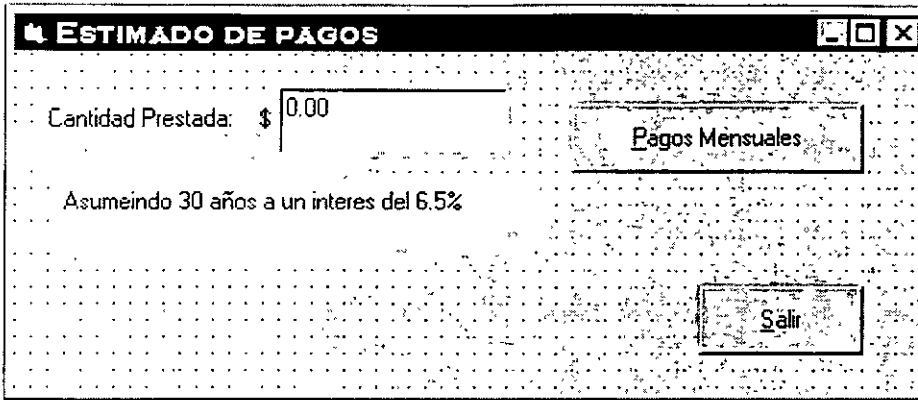 ESTIMADO DE PAGOS
Cantidad Prestada: $ 0.00
Pagos Mensuales
Asumeindo 30 años a un interes del 6.5%
Salir